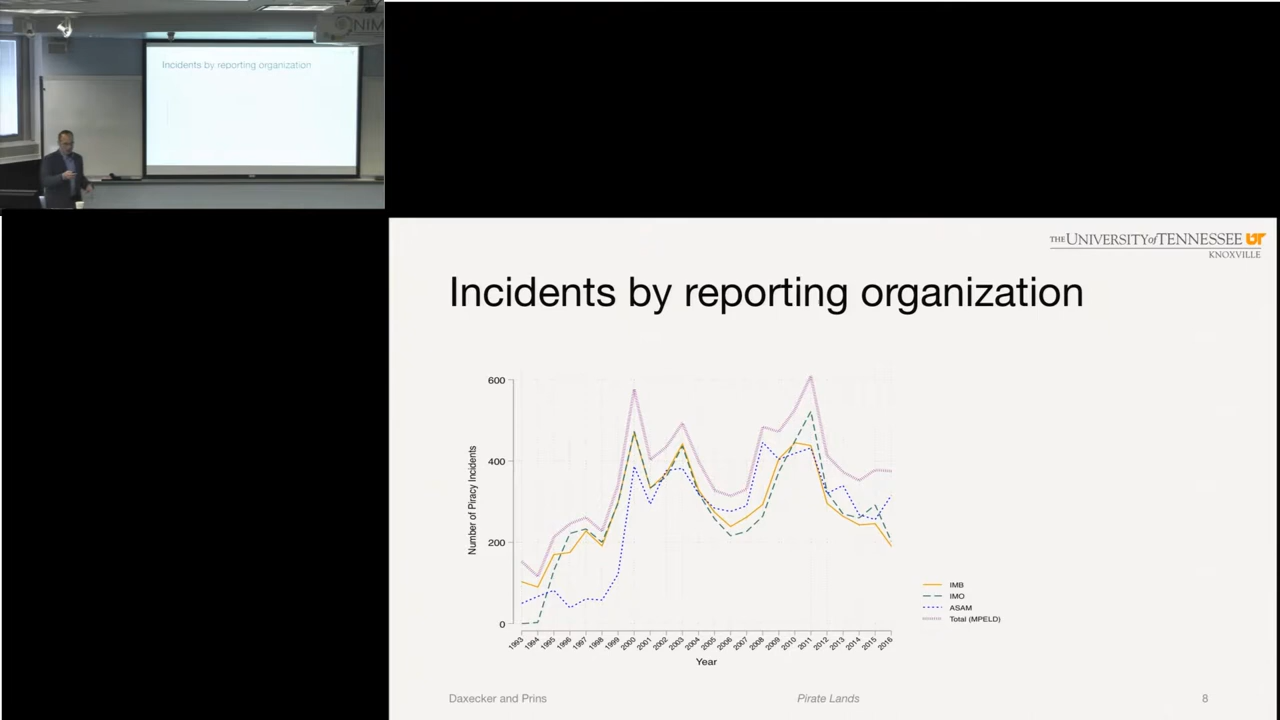 NIM
Incidents by reporting organization
THE UNIVERSITY of TENNESSEE UT
KNOXVILLE
Incidents by reporting organization
600
400
200
0
Number of Piracy Incidents
1993 1994 1995 1996 1997 1998 1999 2000 2001 2002 2003 2004 2005 2006 2007 2008 2009 2010 2011 2012 2013 2014 2015 2016
Year
IMB
IMO
ASAM
Total (MPELD)
Daxecker and Prins
Pirate Lands
8